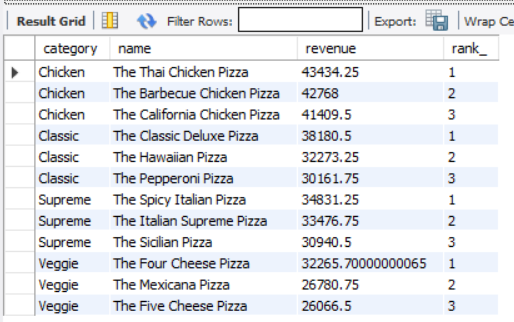 Result Grid Filter Rows: Export: Wrap Ce
category name revenue rank_
Chicken The Thai Chicken Pizza 43434.25 1
Chicken The Barbecue Chicken Pizza 42768 2
Chicken The California Chicken Pizza 41409.5 3
Classic The Classic Deluxe Pizza 38180.5 1
Classic The Hawaiian Pizza 32273.25 2
Classic The Pepperoni Pizza 30161.75 3
Supreme The Spicy Italian Pizza 34831.25 1
Supreme The Italian Supreme Pizza 33476.75 2
Supreme The Sicilian Pizza 30940.5 3
Veggie The Four Cheese Pizza 32265.70000000065 1
Veggie The Mexicana Pizza 26780.75 2
Veggie The Five Cheese Pizza 26066.5 3